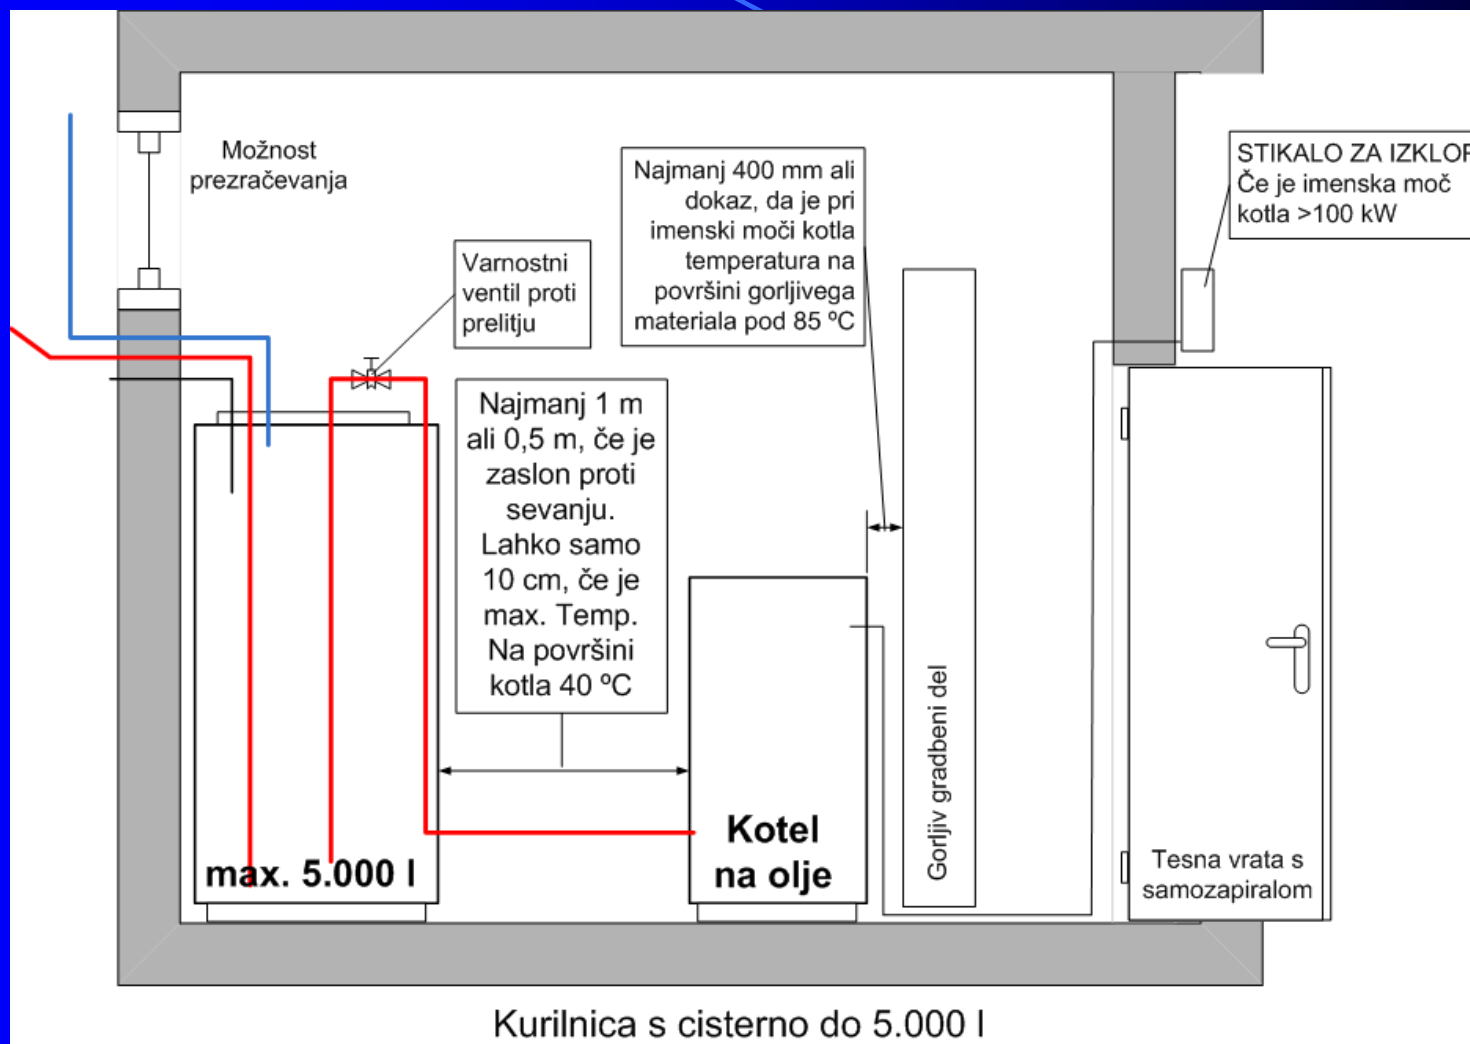 Možnost
prezračevanja
Varnostni
ventil proti
prelitju
Najmanj 400 mm ali
dokaz, da je pri
imenski moči kotla
temperatura na
površini gorljivega
materiala pod 85 ºC
STIKALO ZA IZKLOP
Če je imenska moč
kotla >100 kW
Najmanj 1 m
ali 0,5 m, če je
zaslon proti
sevanju.
Lahko samo
10 cm, če je
max. Temp.
Na površini
kotla 40 ºC
max. 5.000 l
Kotel
na olje
Gorljiv gradbeni del
Tesna vrata s
samozapiralom
Kurilnica s cisterno do 5.000 l